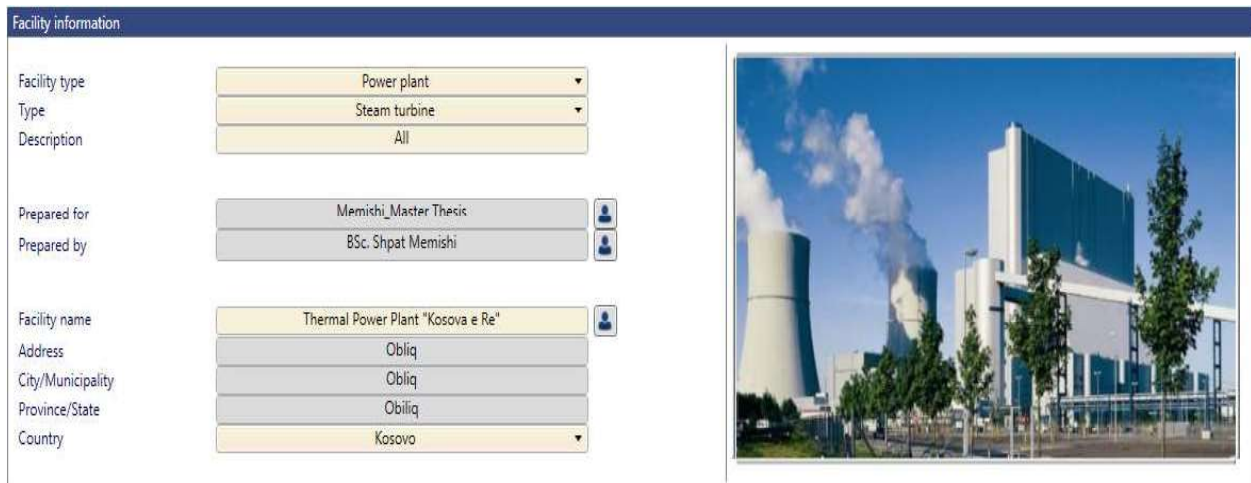 Facility information
Facility type Power plant
Type Steam turbine
Description All
Prepared for Memishi_Master Thesis
Prepared by BSc. Shpat Memishi
Facility name Thermal Power Plant "Kosova e Re"
Address Obliq
City/Municipality Obliq
Province/State Obiliq
Country Kosovo